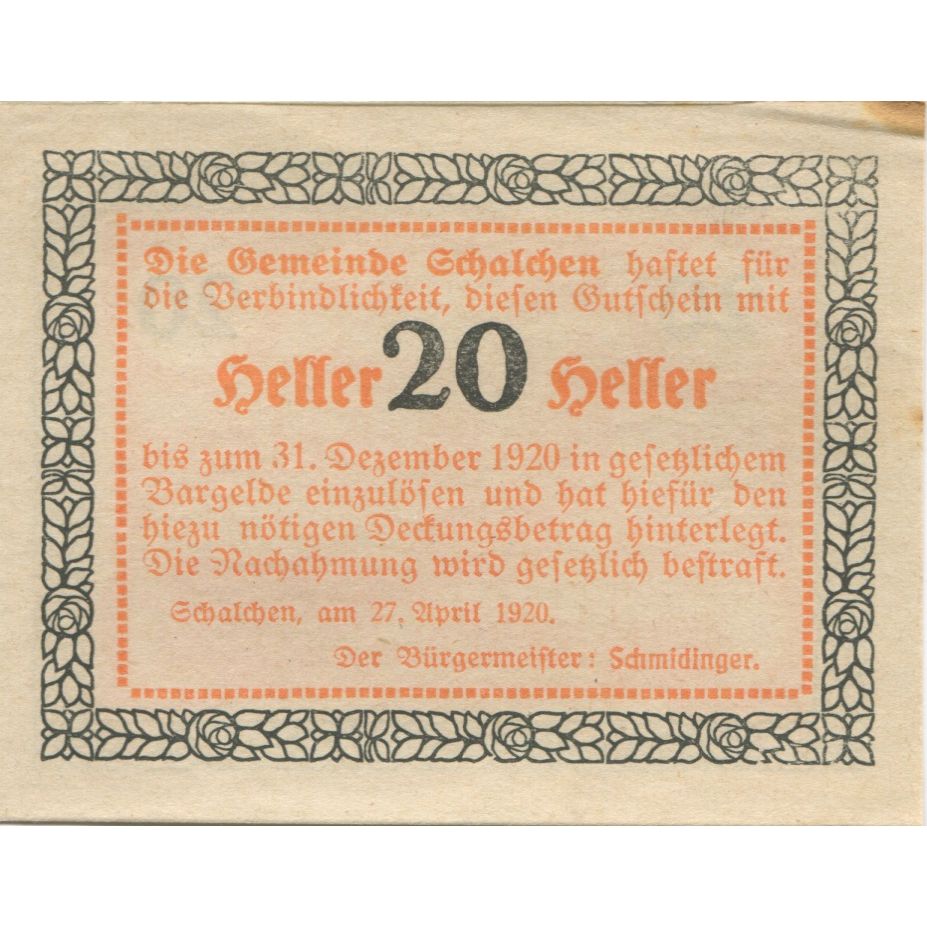 Die Gemeinde Schalchen haftet für
die Verbindlichkeit, diesen Gutschein mit
Heller 20 Heller
bis zum 31. Dezember 1920 in gesetzlichem
Bargelde einzulösen und hat hiefür den
hiezu nötigen Deckungsbetrag hinterlegt.
Die Nachahmung wird gesetzlich bestraft.
Schalchen, am 27. April 1920.
Der Bürgermeister: Schmidinger.